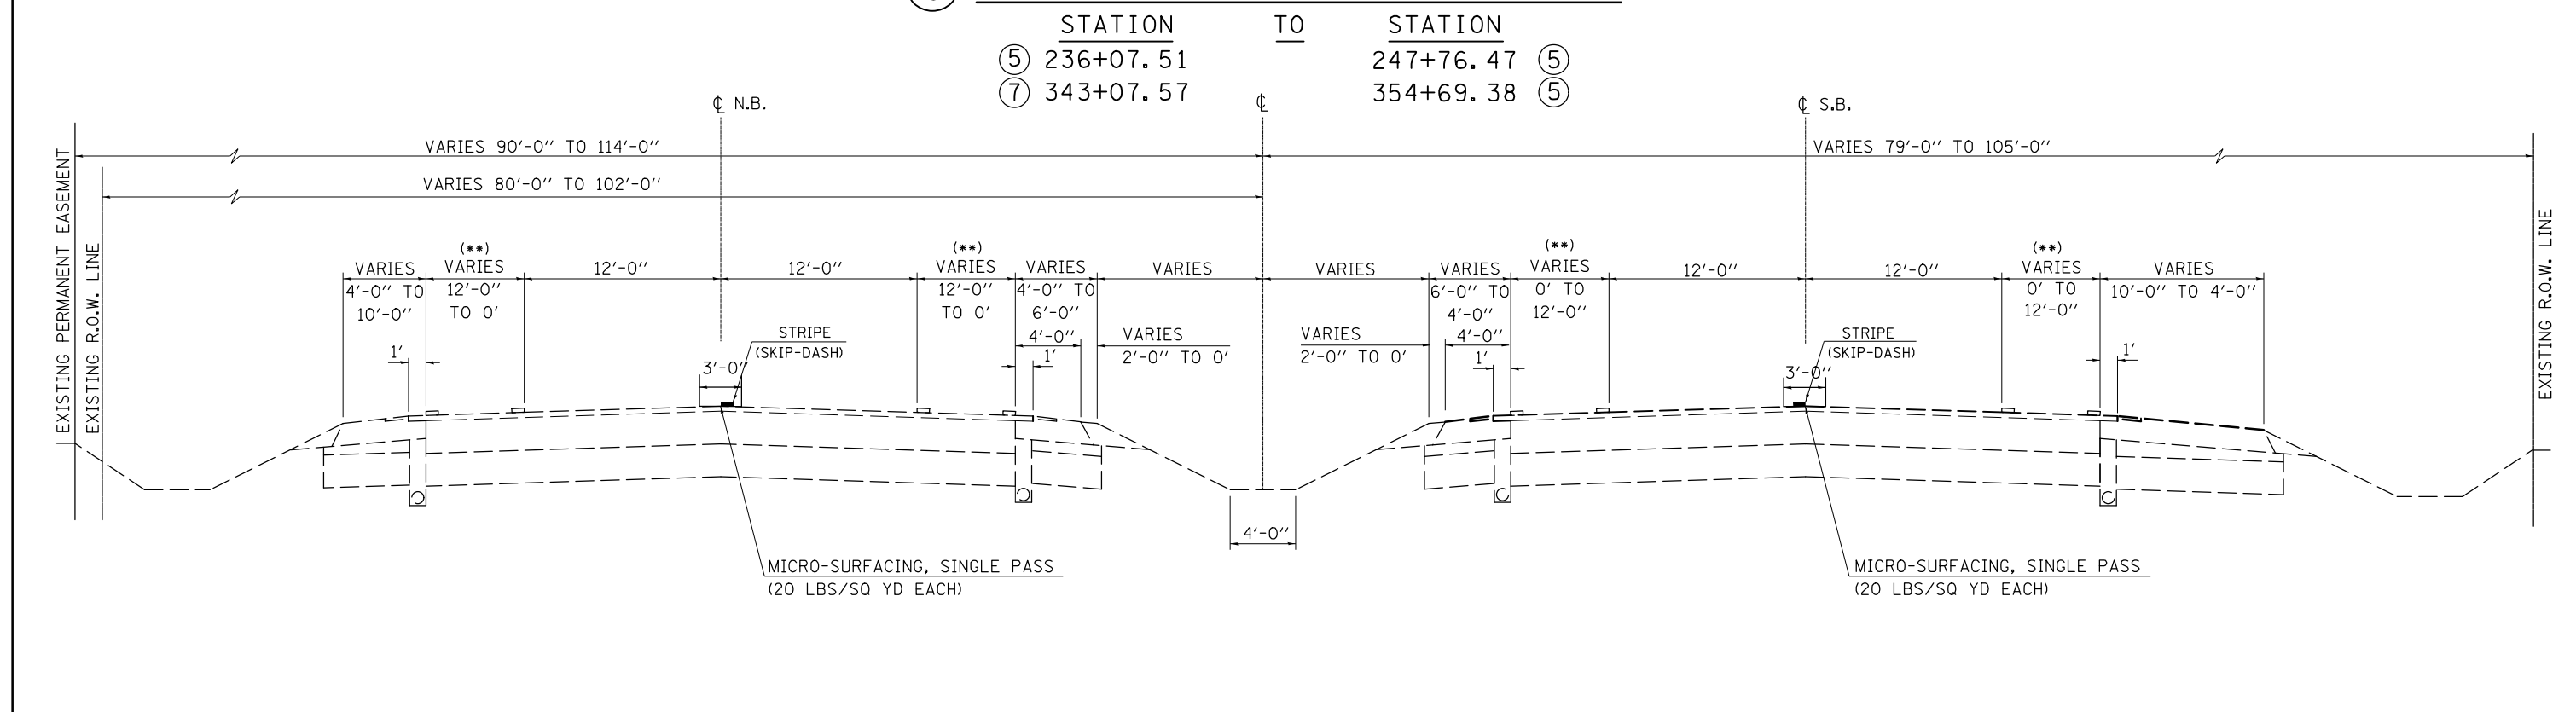 STATION TO STATION
⑤ 236+07.51 247+76.47 ⑤
⑦ 343+07.57 354+69.38 ⑤
℄ N.B.
℄
℄ S.B.
VARIES 90'-0" TO 114'-0"
VARIES 79'-0" TO 105'-0"
VARIES 80'-0" TO 102'-0"
EXISTING PERMANENT EASEMENT
EXISTING R.O.W. LINE
VARIES
4'-0" TO
10'-0"
(**)
VARIES
12'-0"
TO 0'
12'-0"
12'-0"
(**)
VARIES
12'-0"
TO 0'
VARIES
4'-0" TO
6'-0"
4'-0"
VARIES
VARIES
VARIES
6'-0" TO
4'-0"
4'-0"
(**)
VARIES
0' TO
12'-0"
12'-0"
12'-0"
(**)
VARIES
0' TO
12'-0"
VARIES
10'-0" TO 4'-0"
EXISTING R.O.W. LINE
1'
3'-0"
STRIPE
(SKIP-DASH)
1'
VARIES
2'-0" TO 0'
VARIES
2'-0" TO 0'
1'
3'-0"
STRIPE
(SKIP-DASH)
1'
4'-0"
MICRO-SURFACING, SINGLE PASS
(20 LBS/SQ YD EACH)
MICRO-SURFACING, SINGLE PASS
(20 LBS/SQ YD EACH)